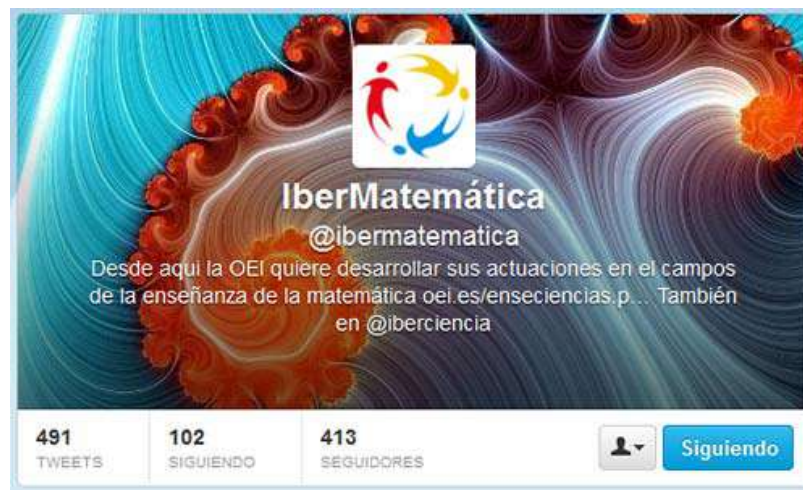 IberMatemática
@ibermatematica
Desde aqui la OEI quiere desarrollar sus actuaciones en el campos
de la enseñanza de la matemática oei.es/enseciencias.p... También
en @iberciencia
491 102 413
TWEETS SIGUIENDO SEGUIDORES
Siguiendo